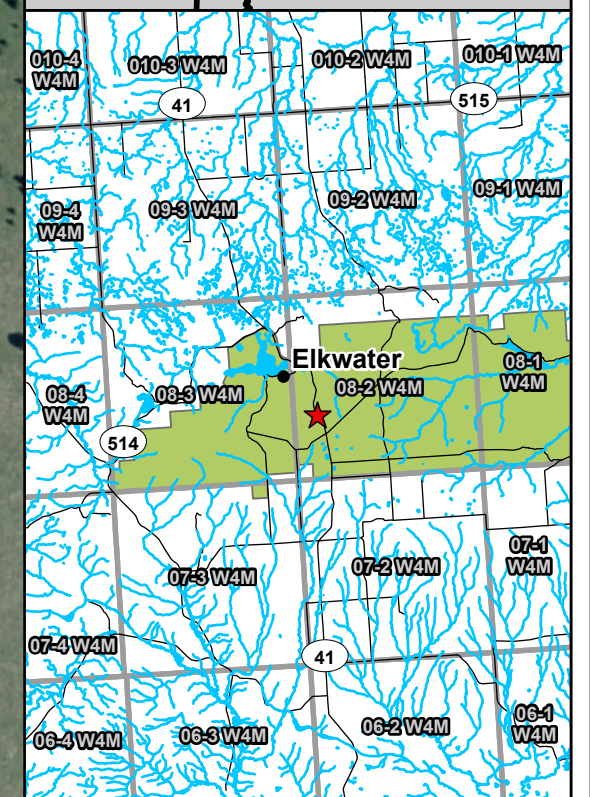 010-4
W4M
010-3 W4M
010-2 W4M
010-1 W4M
41
515
09-4
W4M
09-3 W4M
09-2 W4M
09-1 W4M
Elkwater
08-4
W4M
08-3 W4M
08-2 W4M
08-1
W4M
514
07-4 W4M
07-3 W4M
07-2 W4M
07-1
W4M
41
06-4 W4M
06-3 W4M
06-2 W4M
06-1
W4M